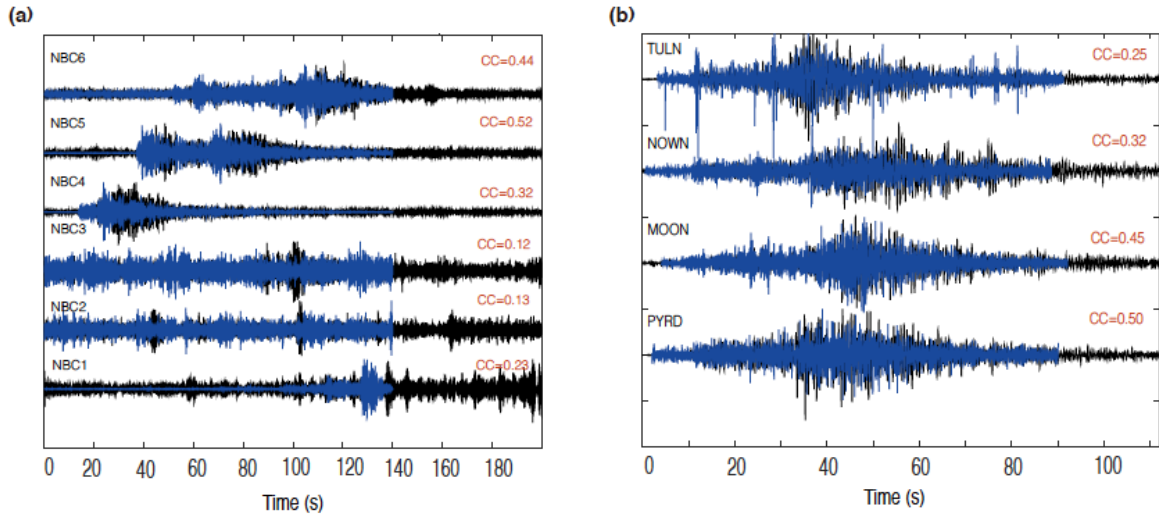 (a)
NBC6
CC=0.44
NBC5
CC=0.52
NBC4
CC=0.32
NBC3
CC=0.12
NBC2
CC=0.13
NBC1
CC=0.23
0 20 40 60 80 100 120 140 160 180
Time (s)
(b)
TULN
CC=0.25
NOWN
CC=0.32
MOON
CC=0.45
PYRD
CC=0.50
0 20 40 60 80 100
Time (s)